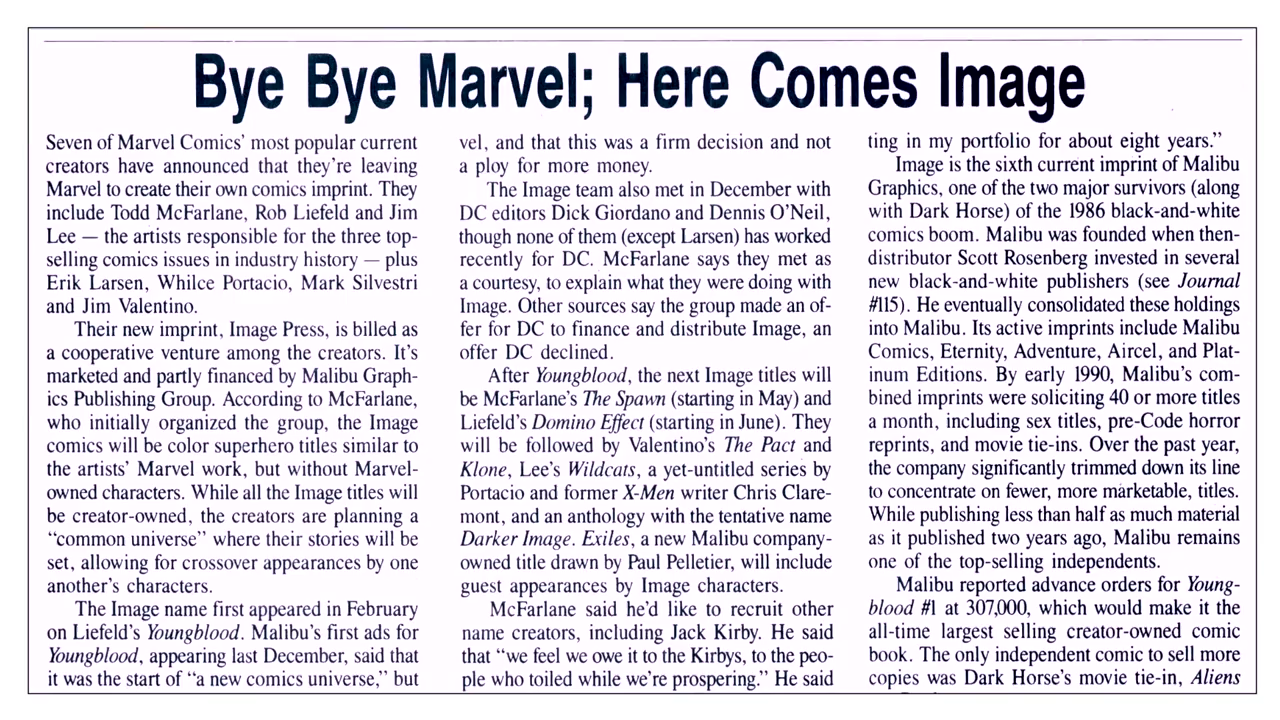 Bye Bye Marvel; Here Comes Image
Seven of Marvel Comics' most popular current
creators have announced that they're leaving
Marvel to create their own comics imprint. They
include Todd McFarlane, Rob Liefeld and Jim
Lee — the artists responsible for the three top-
selling comics issues in industry history — plus
Erik Larsen, Whilce Portacio, Mark Silvestri
and Jim Valentino.
Their new imprint, Image Press, is billed as
a cooperative venture among the creators. It's
marketed and partly financed by Malibu Graph-
ics Publishing Group. According to McFarlane,
who initially organized the group, the Image
comics will be color superhero titles similar to
the artists' Marvel work, but without Marvel-
owned characters. While all the Image titles will
be creator-owned, the creators are planning a
“common universe” where their stories will be
set, allowing for crossover appearances by one
another's characters.
The Image name first appeared in February
on Liefeld's Youngblood. Malibu's first ads for
Youngblood, appearing last December, said that
it was the start of “a new comics universe,” but
vel, and that this was a firm decision and not
a ploy for more money.
The Image team also met in December with
DC editors Dick Giordano and Dennis O'Neil,
though none of them (except Larsen) has worked
recently for DC. McFarlane says they met as
a courtesy, to explain what they were doing with
Image. Other sources say the group made an of-
fer for DC to finance and distribute Image, an
offer DC declined.
After Youngblood, the next Image titles will
be McFarlane's The Spawn (starting in May) and
Liefeld's Domino Effect (starting in June). They
will be followed by Valentino's The Pact and
Klone, Lee's Wildcats, a yet-untitled series by
Portacio and former X-Men writer Chris Clare-
mont, and an anthology with the tentative name
Darker Image. Exiles, a new Malibu company-
owned title drawn by Paul Pelletier, will include
guest appearances by Image characters.
McFarlane said he'd like to recruit other
name creators, including Jack Kirby. He said
that “we feel we owe it to the Kirbys, to the peo-
ple who toiled while we're prospering.” He said
ting in my portfolio for about eight years.”
Image is the sixth current imprint of Malibu
Graphics, one of the two major survivors (along
with Dark Horse) of the 1986 black-and-white
comics boom. Malibu was founded when then-
distributor Scott Rosenberg invested in several
new black-and-white publishers (see Journal
#115). He eventually consolidated these holdings
into Malibu. Its active imprints include Malibu
Comics, Eternity, Adventure, Aircel, and Plat-
inum Editions. By early 1990, Malibu's com-
bined imprints were soliciting 40 or more titles
a month, including sex titles, pre-Code horror
reprints, and movie tie-ins. Over the past year,
the company significantly trimmed down its line
to concentrate on fewer, more marketable, titles.
While publishing less than half as much material
as it published two years ago, Malibu remains
one of the top-selling independents.
Malibu reported advance orders for Young-
blood #1 at 307,000, which would make it the
all-time largest selling creator-owned comic
book. The only independent comic to sell more
copies was Dark Horse's movie tie-in, Aliens